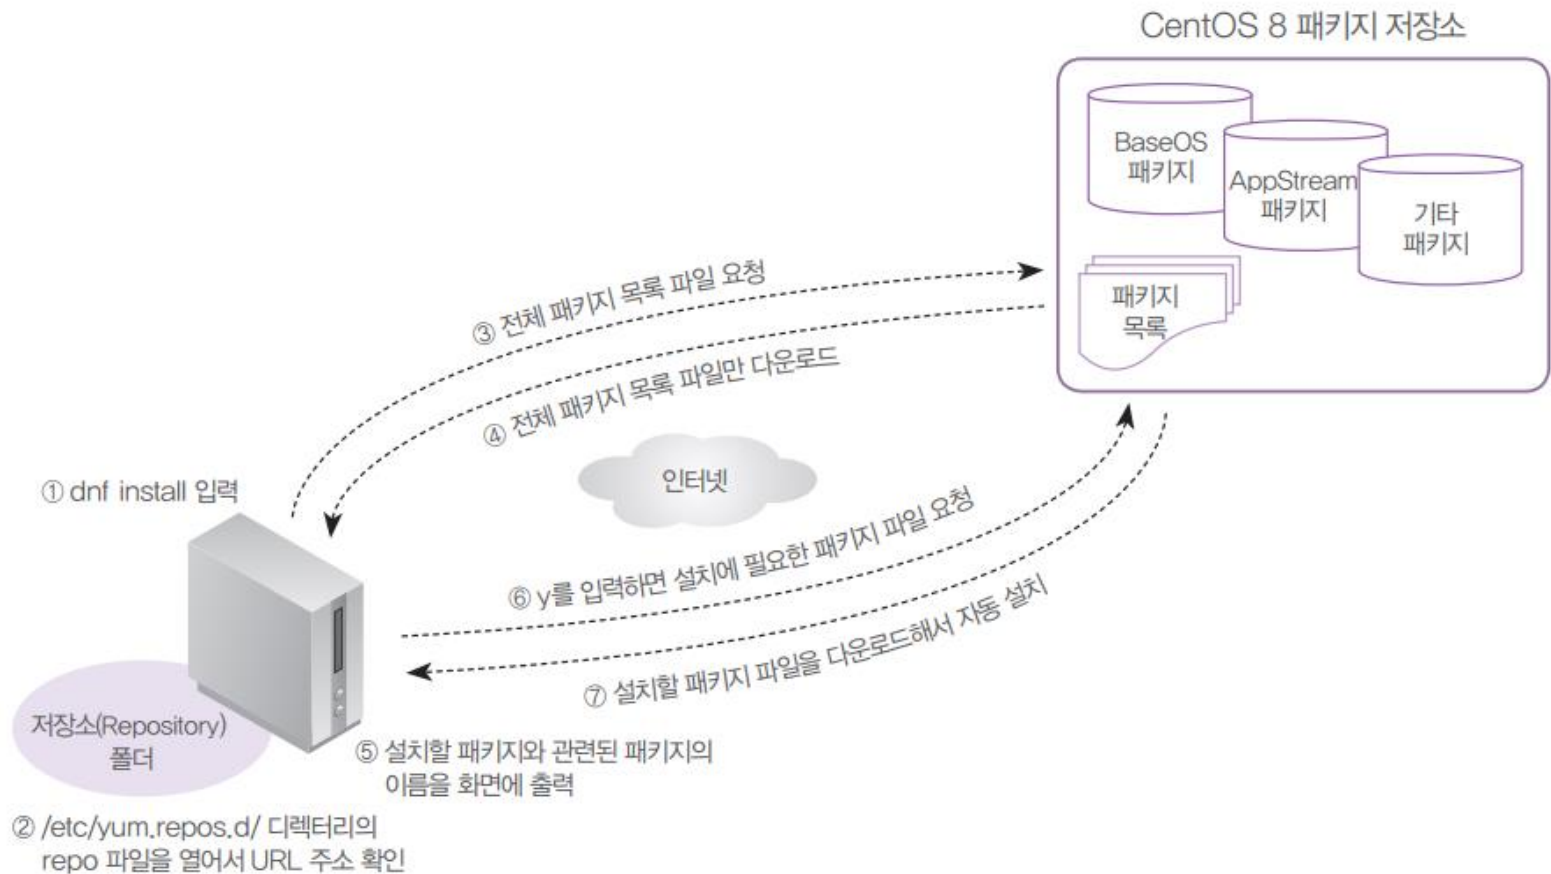 CentOS 8 패키지 저장소
BaseOS
패키지
AppStream
패키지
기타
패키지
패키지
목록
③ 전체 패키지 목록 파일 요청
④ 전체 패키지 목록 파일만 다운로드
인터넷
① dnf install 입력
⑥ y를 입력하면 설치에 필요한 패키지 파일 요청
⑦ 설치할 패키지 파일을 다운로드해서 자동 설치
저장소(Repository)
폴더
⑤ 설치할 패키지와 관련된 패키지의
이름을 화면에 출력
② /etc/yum.repos.d/ 디렉터리의
repo 파일을 열어서 URL 주소 확인